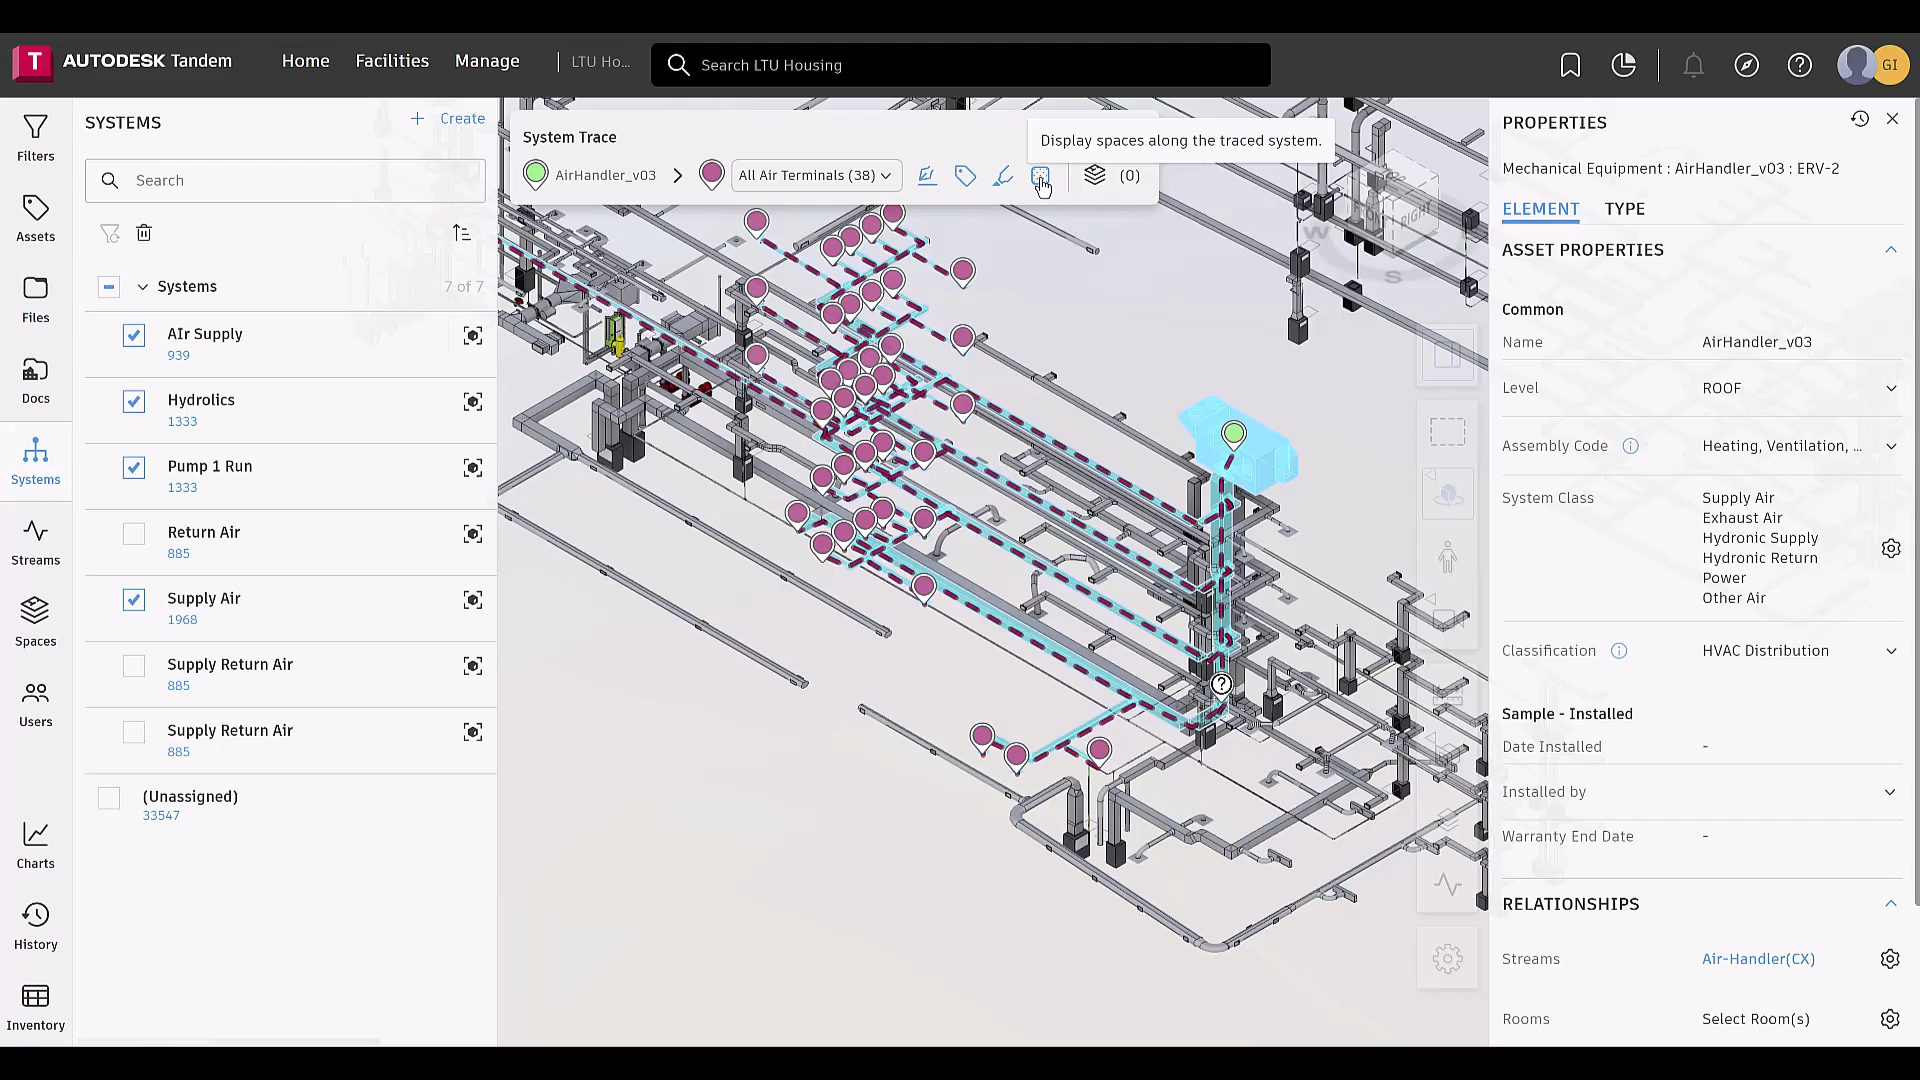 T AUTODESK Tandem
Home
Facilities
Manage
LTU Ho...
Search LTU Housing
GI
Filters
Assets
Files
Docs
Systems
Streams
Spaces
Users
Charts
History
Inventory
SYSTEMS
+ Create
Search
Systems
7 of 7
AIr Supply
939
Hydrolics
1333
Pump 1 Run
1333
Return Air
885
Supply Air
1968
Supply Return Air
885
Supply Return Air
885
(Unassigned)
33547
System Trace
AirHandler_v03
All Air Terminals (38)
(0)
Display spaces along the traced system.
RIGHT
W
S
?
PROPERTIES
Mechanical Equipment : AirHandler_v03 : ERV-2
ELEMENT
TYPE
ASSET PROPERTIES
Common
Name AirHandler_v03
Level ROOF
Assembly Code Heating, Ventilation, ...
System Class Supply Air
Exhaust Air
Hydronic Supply
Hydronic Return
Power
Other Air
Classification HVAC Distribution
Sample - Installed
Date Installed -
Installed by
Warranty End Date -
RELATIONSHIPS
Streams Air-Handler(CX)
Rooms Select Room(s)